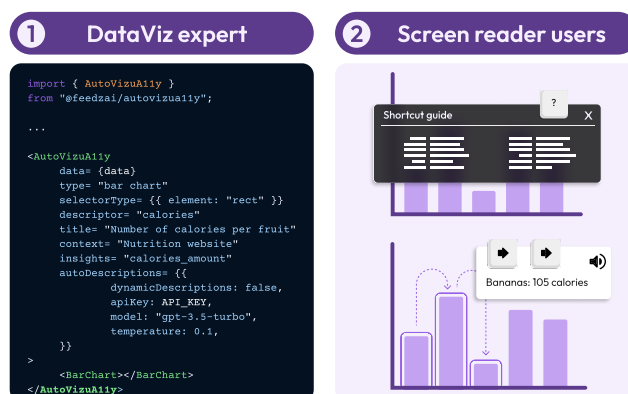 1 DataViz expert
import { AutoVizuA11y }
from "@feedzai/autovizua11y";
...
<AutoVizuA11y
data= {data}
type= "bar chart"
selectorType= {{ element: "rect" }}
descriptor= "calories"
title= "Number of calories per fruit"
context= "Nutrition website"
insights= "calories_amount"
autoDescriptions= {{
dynamicDescriptions: false,
apiKey: API_KEY,
model: "gpt-3.5-turbo",
temperature: 0.1,
}}
>
<BarChart></BarChart>
</AutoVizuA11y>
2 Screen reader users
?
Shortcut guide X
Bananas: 105 calories